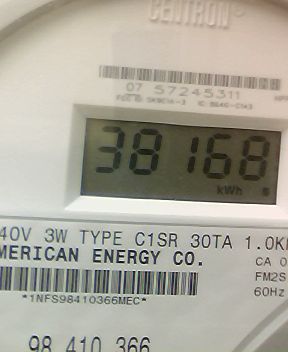 CENTRON®
07 57245311
38168
kWh
40V 3W TYPE C1SR 30TA 1.0K
MERICAN ENERGY CO.
CA 0
FM2S
60Hz
*1NFS98410366MEC*
98 410 366